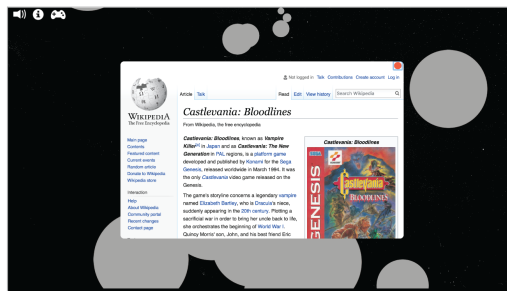 Not logged in Talk Contributions Create account Log in
Article Talk Read Edit View history Search Wikipedia
WIKIPEDIA
The Free Encyclopedia
Main page
Contents
Featured content
Current events
Random article
Donate to Wikipedia
Wikipedia store
Interaction
Help
About Wikipedia
Community portal
Recent changes
Contact page
Castlevania: Bloodlines
From Wikipedia, the free encyclopedia
Castlevania: Bloodlines, known as Vampire
Killer[a] in Japan and as Castlevania: The New
Generation in PAL regions, is a platform game
developed and published by Konami for the Sega
Genesis, released worldwide in March 1994. It was
the only Castlevania video game released on the
Genesis.
The game's storyline concerns a legendary vampire
named Elizabeth Bartley, who is Dracula's niece,
suddenly appearing in the 20th century. Plotting a
sacrificial war in order to bring her uncle back to life,
she orchestrates the beginning of World War I.
Quincy Morris' son, John, and his best friend Eric
Castlevania: Bloodlines
SEGA
KONAMI
GENESIS
Castlevania
BLOODLINES